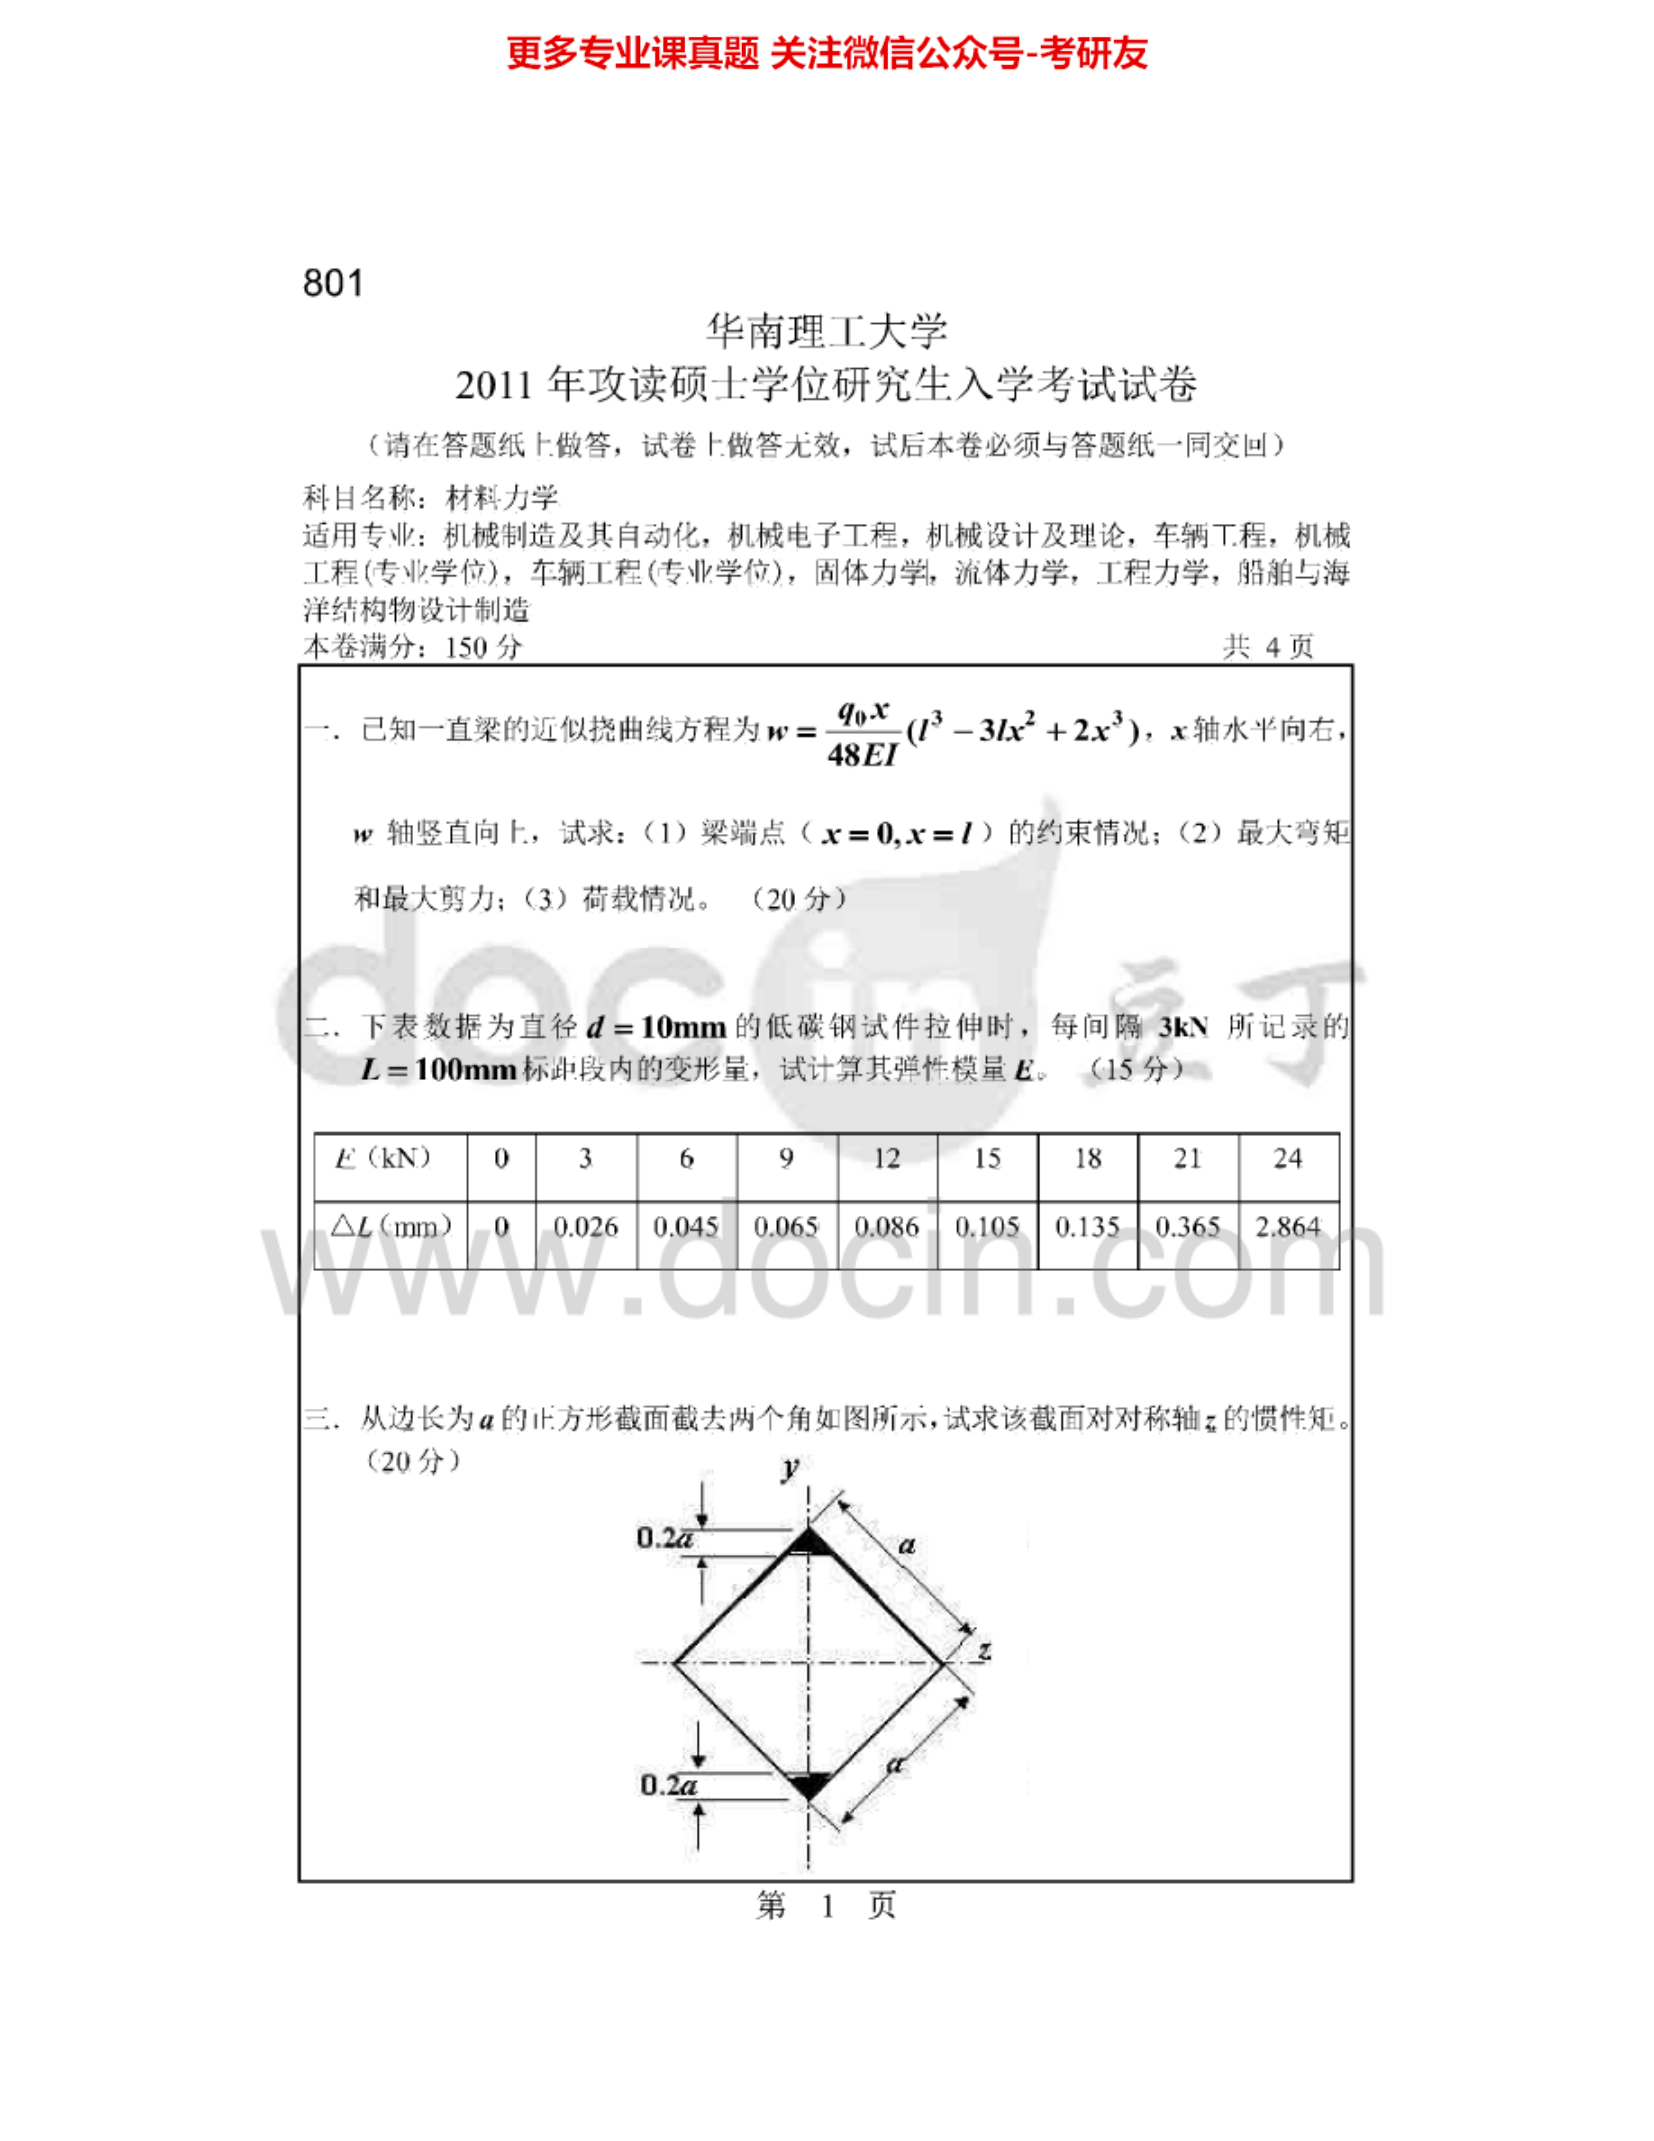 更多专业课真题 关注微信公众号-考研友
801
华南理工大学
2011 年攻读硕士学位研究生入学考试试卷
（请在答题纸上做答，试卷上做答无效，试后本卷必须与答题纸一同交回）
科目名称：材料力学
适用专业：机械制造及其自动化，机械电子工程，机械设计及理论，车辆工程，机械
工程(专业学位)，车辆工程(专业学位)，固体力学，流体力学，工程力学，船舶与海
洋结构物设计制造
本卷满分：150 分 共 4 页
一．已知一直梁的近似挠曲线方程为 w = q₀x/48EI (l³ − 3lx² + 2x³)，x 轴水平向右，
w 轴竖直向上，试求：（1）梁端点（ x = 0, x = l ）的约束情况；（2）最大弯矩
和最大剪力；（3）荷载情况。 （20 分）
docin 豆丁
二．下表数据为直径 d = 10mm 的低碳钢试件拉伸时，每间隔 3kN 所记录的
L = 100mm 标距段内的变形量，试计算其弹性模量 E。 （15 分）
F（kN） 0 3 6 9 12 15 18 21 24
△L（mm） 0 0.026 0.045 0.065 0.086 0.105 0.135 0.365 2.864
www.docin.com
三．从边长为 a 的正方形截面截去两个角如图所示，试求该截面对对称轴 z 的惯性矩。
（20 分）
y
0.2a
a
z
a
0.2a
第 1 页